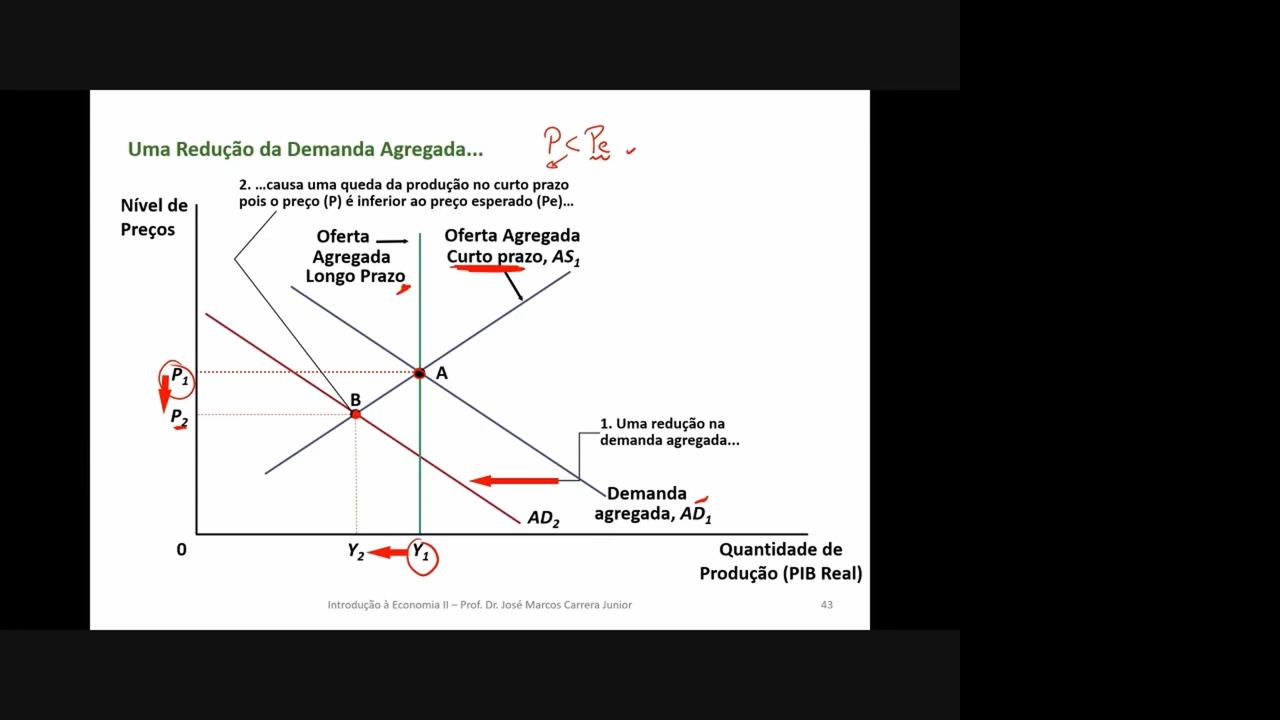 Uma Redução da Demanda Agregada...
P < Pe
2. ...causa uma queda da produção no curto prazo
pois o preço (P) é inferior ao preço esperado (Pe)...
Nível de
Preços
Oferta
Agregada
Longo Prazo
Oferta Agregada
Curto prazo, AS1
P1
A
B
P2
1. Uma redução na
demanda agregada...
Demanda
agregada, AD1
AD2
0
Y2
Y1
Quantidade de
Produção (PIB Real)
Introdução à Economia II – Prof. Dr. José Marcos Carrera Junior
43